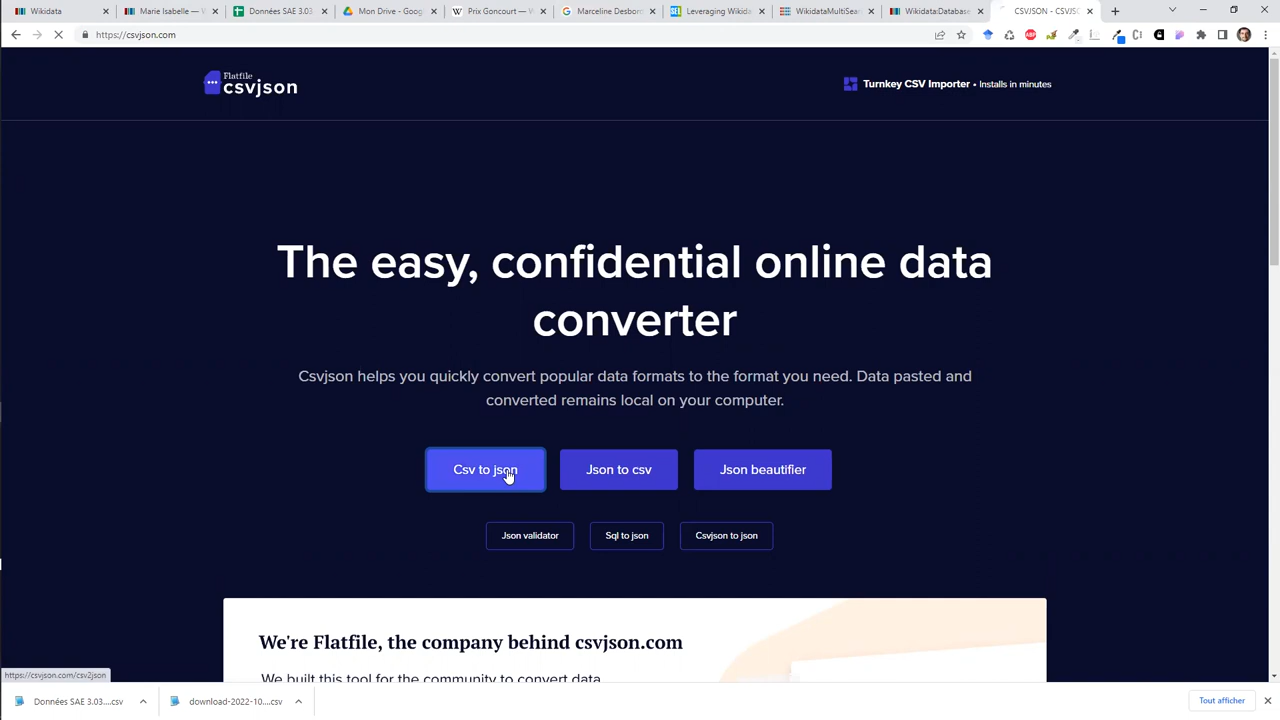 Wikidata
Marie Isabelle — W
Données SAE 3.03
Mon Drive - Goog
Prix Goncourt — W
Marceline Desbor
Leveraging Wikida
WikidataMultiSear
Wikidata:Databas
CSVJSON - CSVJSO
https://csvjson.com
Flatfile
csvjson
Turnkey CSV Importer • Installs in minutes
The easy, confidential online data
converter
Csvjson helps you quickly convert popular data formats to the format you need. Data pasted and
converted remains local on your computer.
Csv to json
Json to csv
Json beautifier
Json validator
Sql to json
Csvjson to json
We're Flatfile, the company behind csvjson.com
We built this tool for the community to convert data
https://csvjson.com/csv2json
Données SAE 3.03....csv
download-2022-10....csv
Tout afficher